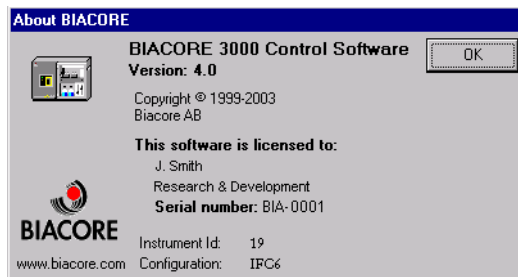 About BIACORE
BIACORE 3000 Control Software
OK
Version: 4.0
Copyright © 1999-2003
Biacore AB
This software is licensed to:
J. Smith
Research & Development
Serial number: BIA-0001
BIACORE
Instrument Id: 19
www.biacore.com
Configuration: IFC6